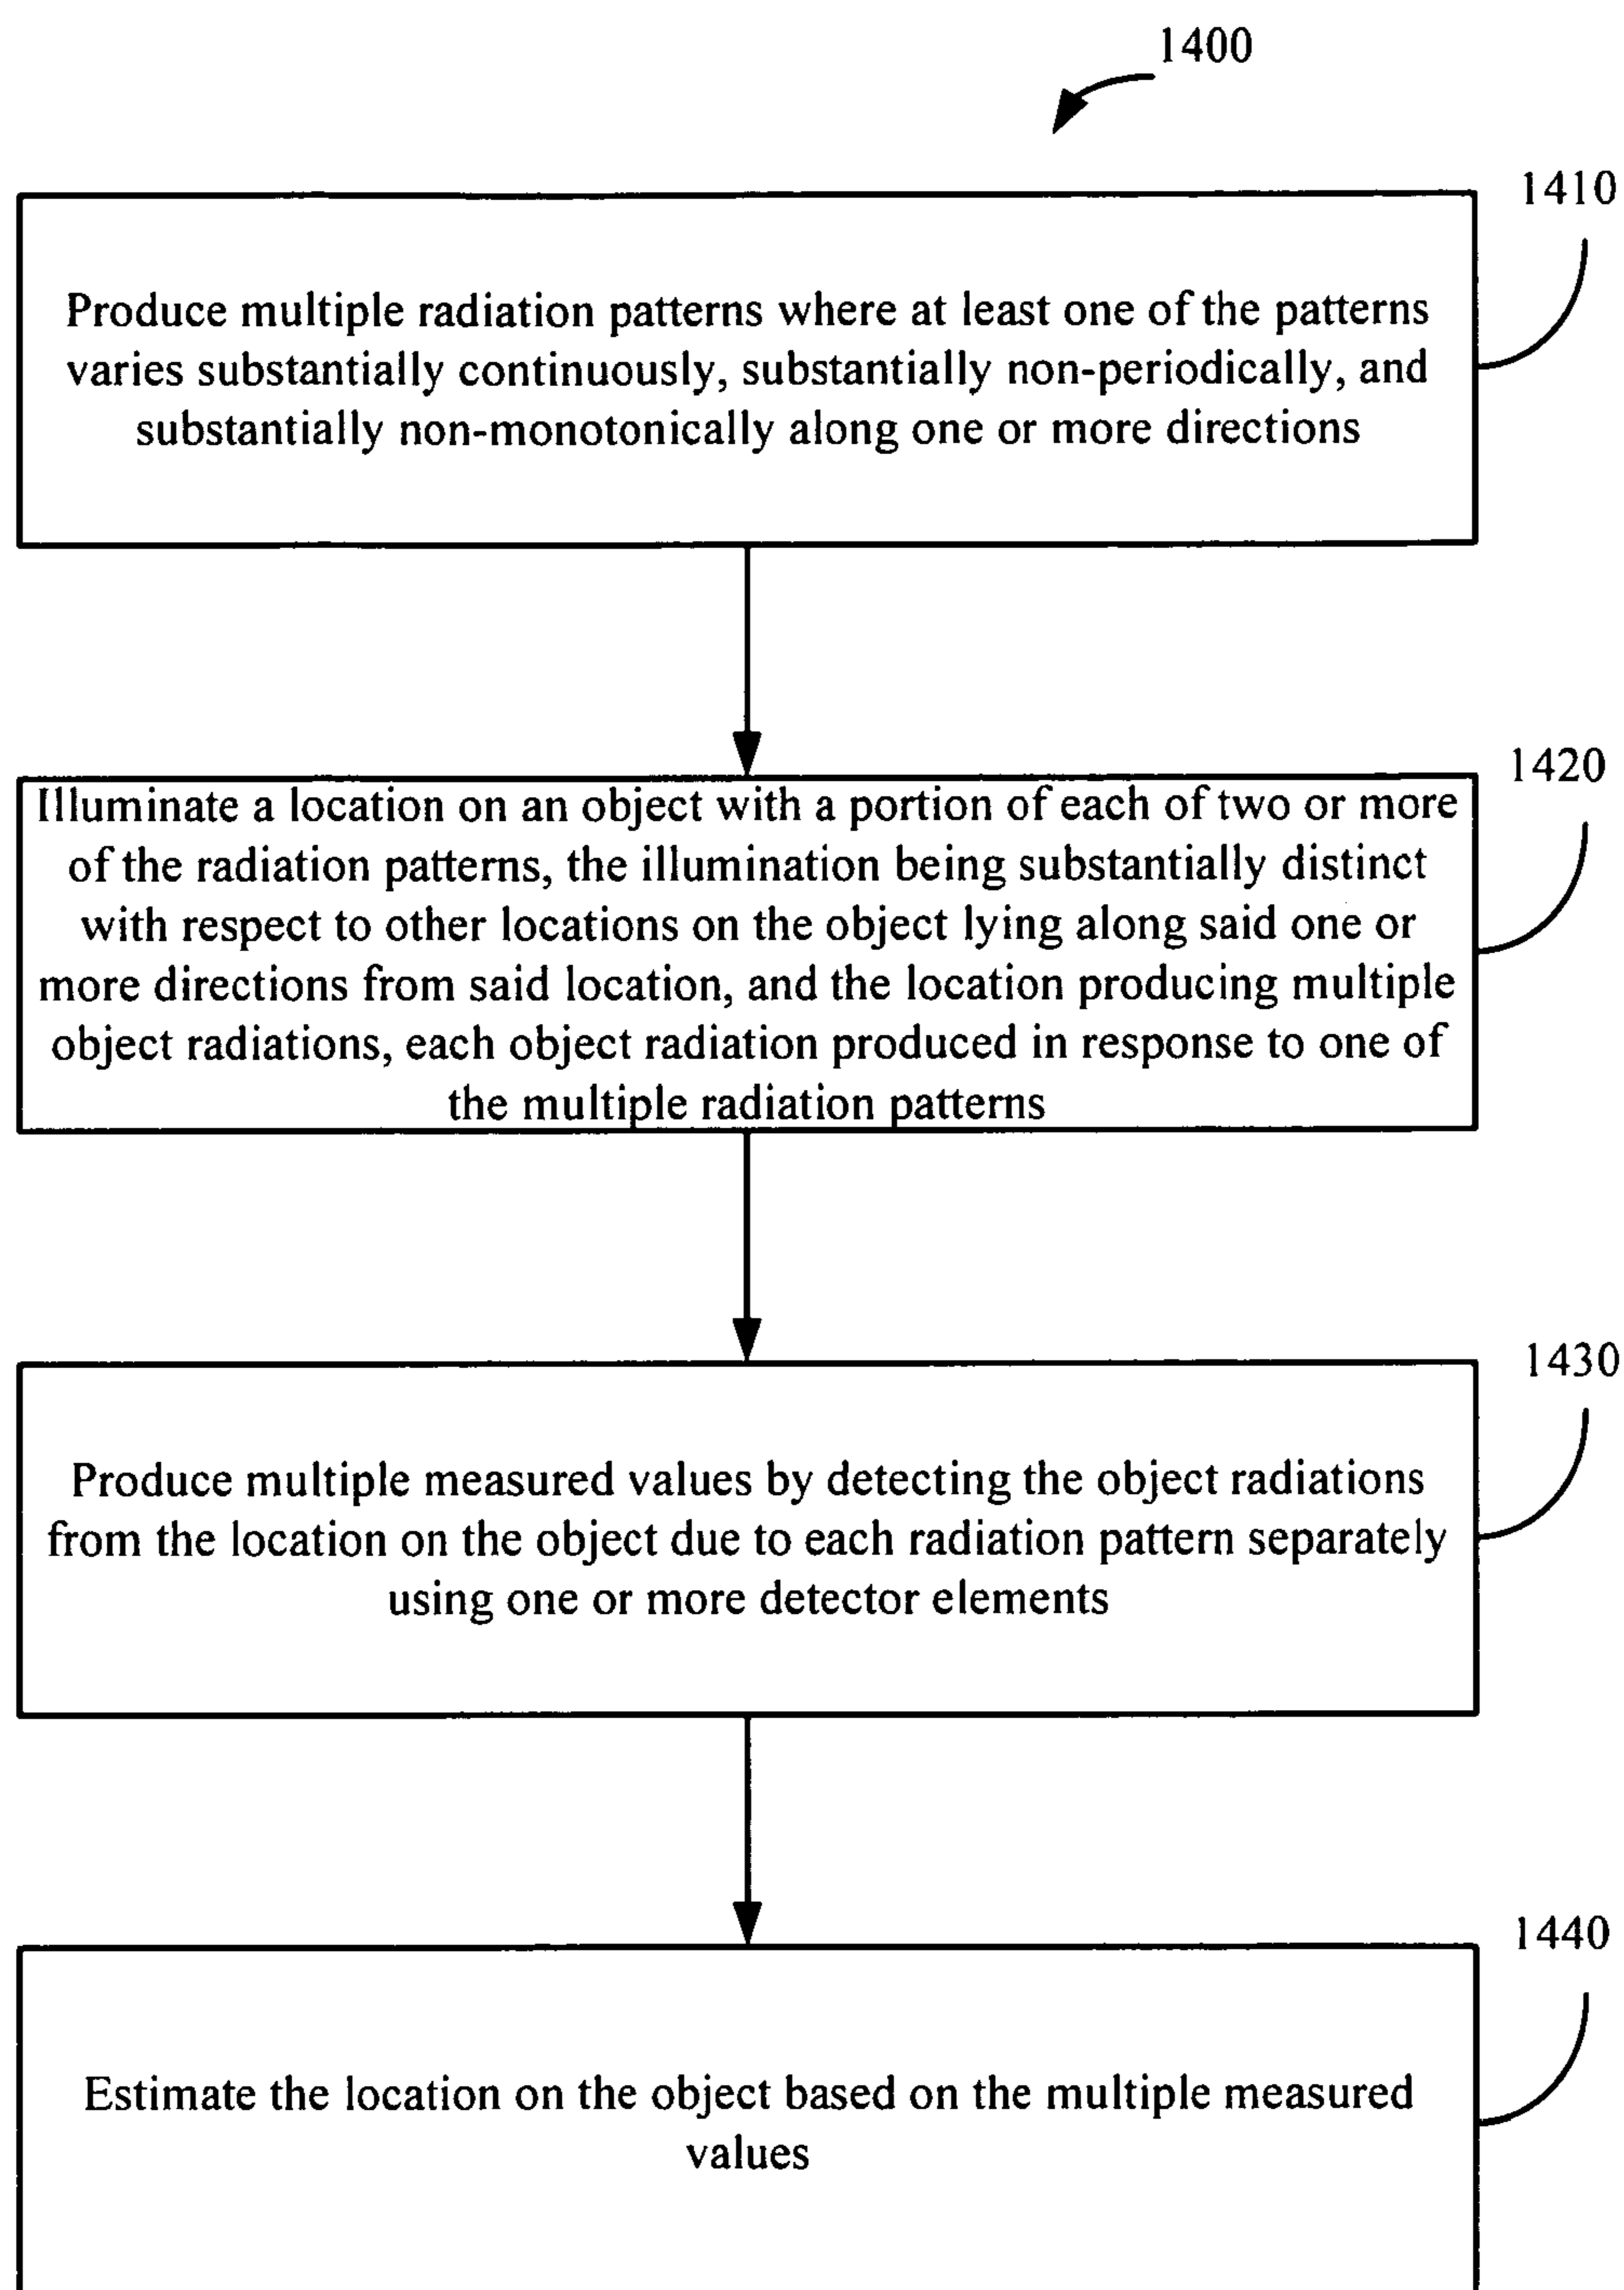 1400
1410
Produce multiple radiation patterns where at least one of the patterns
varies substantially continuously, substantially non-periodically, and
substantially non-monotonically along one or more directions
1420
Illuminate a location on an object with a portion of each of two or more
of the radiation patterns, the illumination being substantially distinct
with respect to other locations on the object lying along said one or
more directions from said location, and the location producing multiple
object radiations, each object radiation produced in response to one of
the multiple radiation patterns
1430
Produce multiple measured values by detecting the object radiations
from the location on the object due to each radiation pattern separately
using one or more detector elements
1440
Estimate the location on the object based on the multiple measured
values